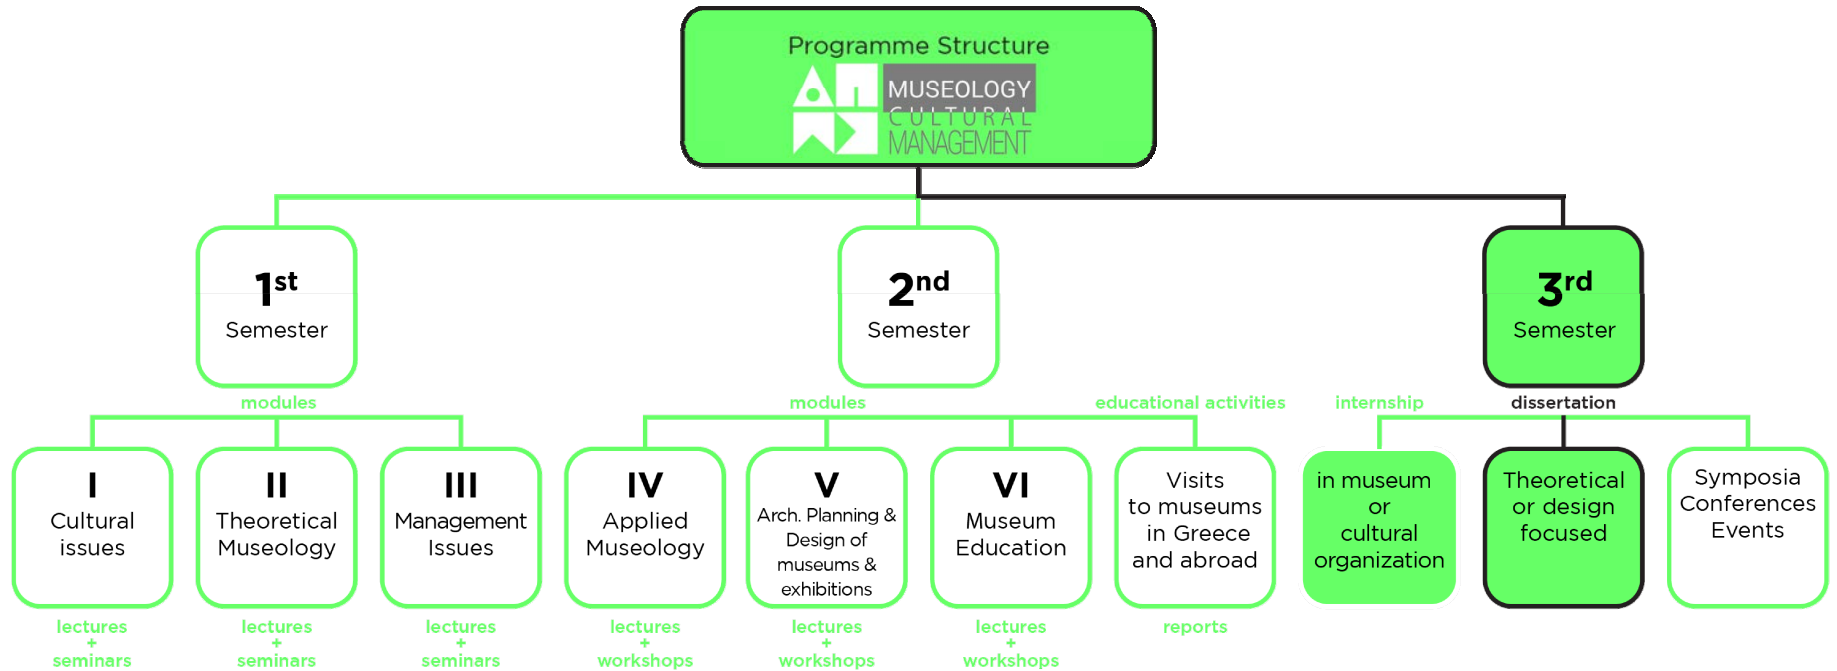 Programme Structure
MUSEOLOGY
CULTURAL
MANAGEMENT
1st
Semester
2nd
Semester
3rd
Semester
modules
modules
educational activities
internship
dissertation
I
Cultural
issues
II
Theoretical
Museology
III
Management
Issues
IV
Applied
Museology
V
Arch. Planning &
Design of
museums &
exhibitions
VI
Museum
Education
Visits
to museums
in Greece
and abroad
in museum
or
cultural
organization
Theoretical
or design
focused
Symposia
Conferences
Events
lectures
+
seminars
lectures
+
seminars
lectures
+
seminars
lectures
+
workshops
lectures
+
workshops
lectures
+
workshops
reports